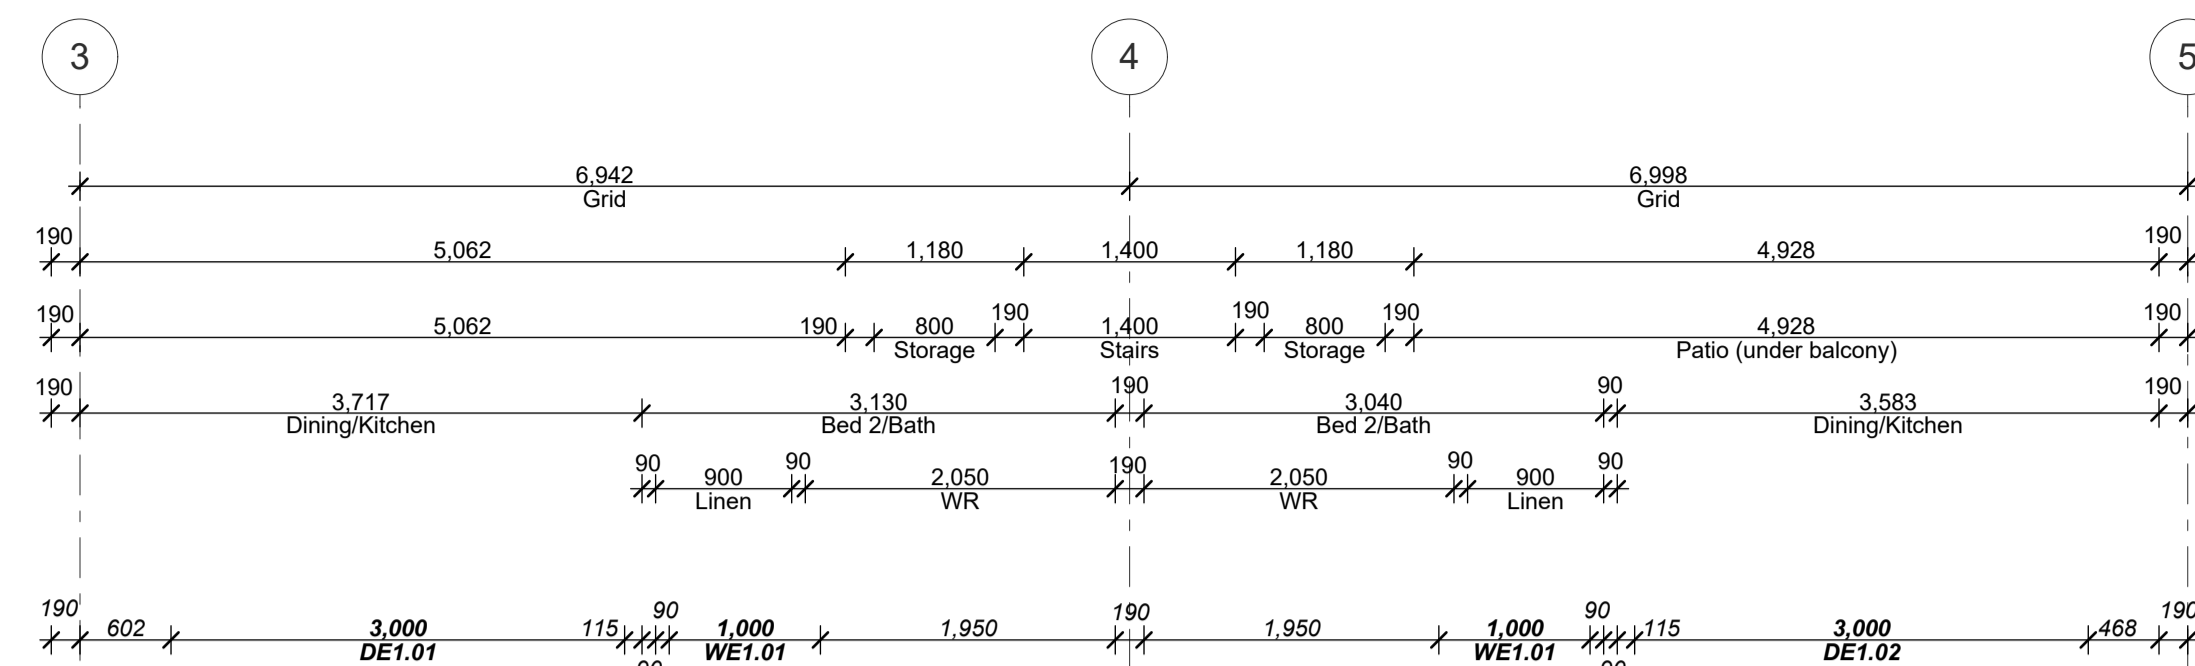 3 4 5
6,942 6,998
Grid Grid
190 5,062 1,180 1,400 1,180 4,928 190
190 5,062 190 800 190 1,400 190 800 190 4,928 190
Storage Stairs Storage Patio (under balcony)
190 3,717 3,130 190 3,040 90 3,583 190
Dining/Kitchen Bed 2/Bath Bed 2/Bath Dining/Kitchen
90 900 90 2,050 190 2,050 90 900 90
Linen WR WR Linen
190 602 3,000 115 90 1,000 1,950 190 1,950 1,000 90 115 3,000 468 190
DE1.01 WE1.01 WE1.01 DE1.02